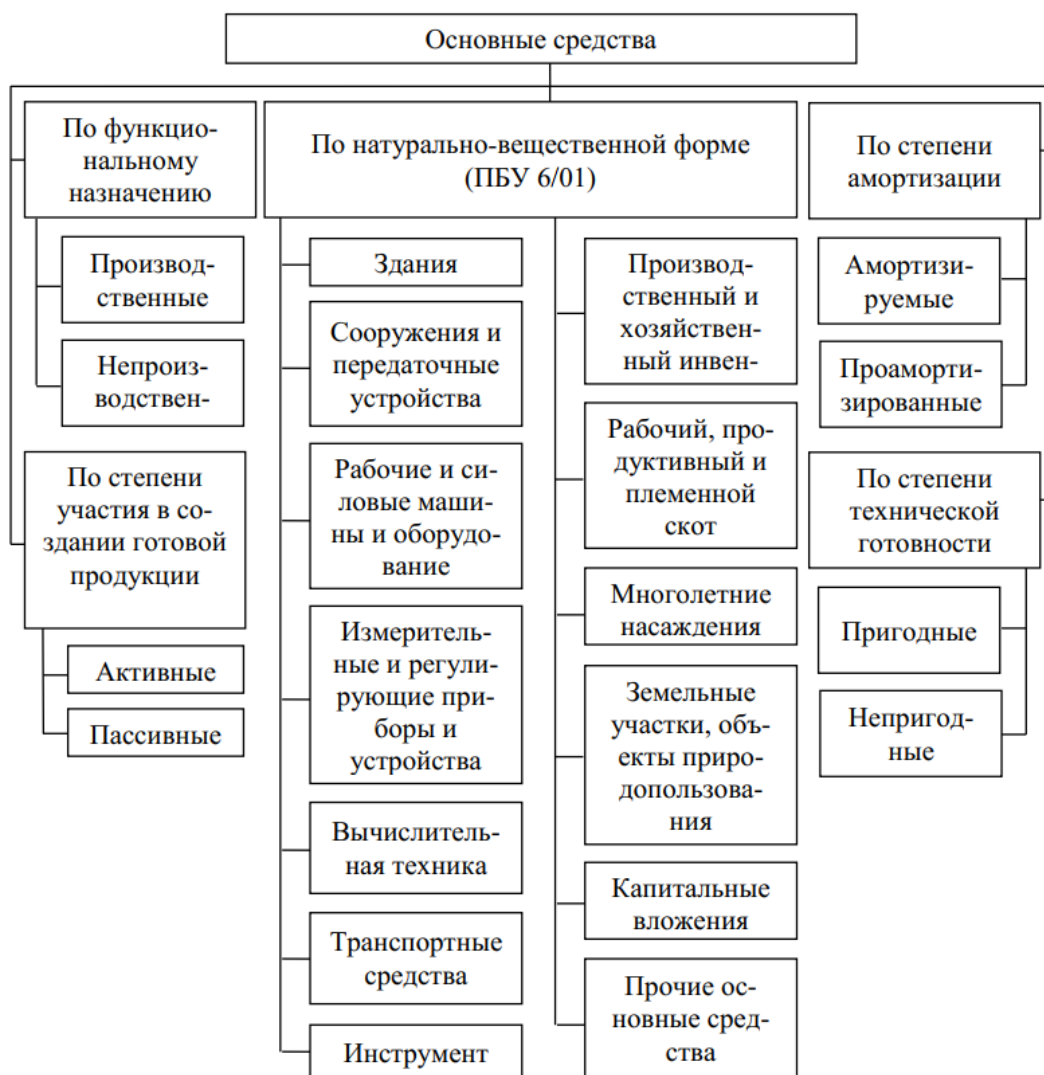 Основные средства
По функцио-
нальному
назначению
Производ-
ственные
Непроиз-
водствен-
По степени
участия в со-
здании готовой
продукции
Активные
Пассивные
По натурально-вещественной форме
(ПБУ 6/01)
Здания
Сооружения и
передаточные
устройства
Рабочие и си-
ловые маши-
ны и оборудо-
вание
Измеритель-
ные и регули-
рующие при-
боры и
устройства
Вычислитель-
ная техника
Транспортные
средства
Инструмент
Производ-
ственный и
хозяйствен-
ный инвен-
Рабочий, про-
дуктивный и
племенной
скот
Многолетние
насаждения
Земельные
участки, объ-
екты приро-
допользова-
ния
Капитальные
вложения
Прочие ос-
новные сред-
ства
По степени
амортизации
Амортизи-
руемые
Проаморти-
зированные
По степени
технической
готовности
Пригодные
Непригод-
ные